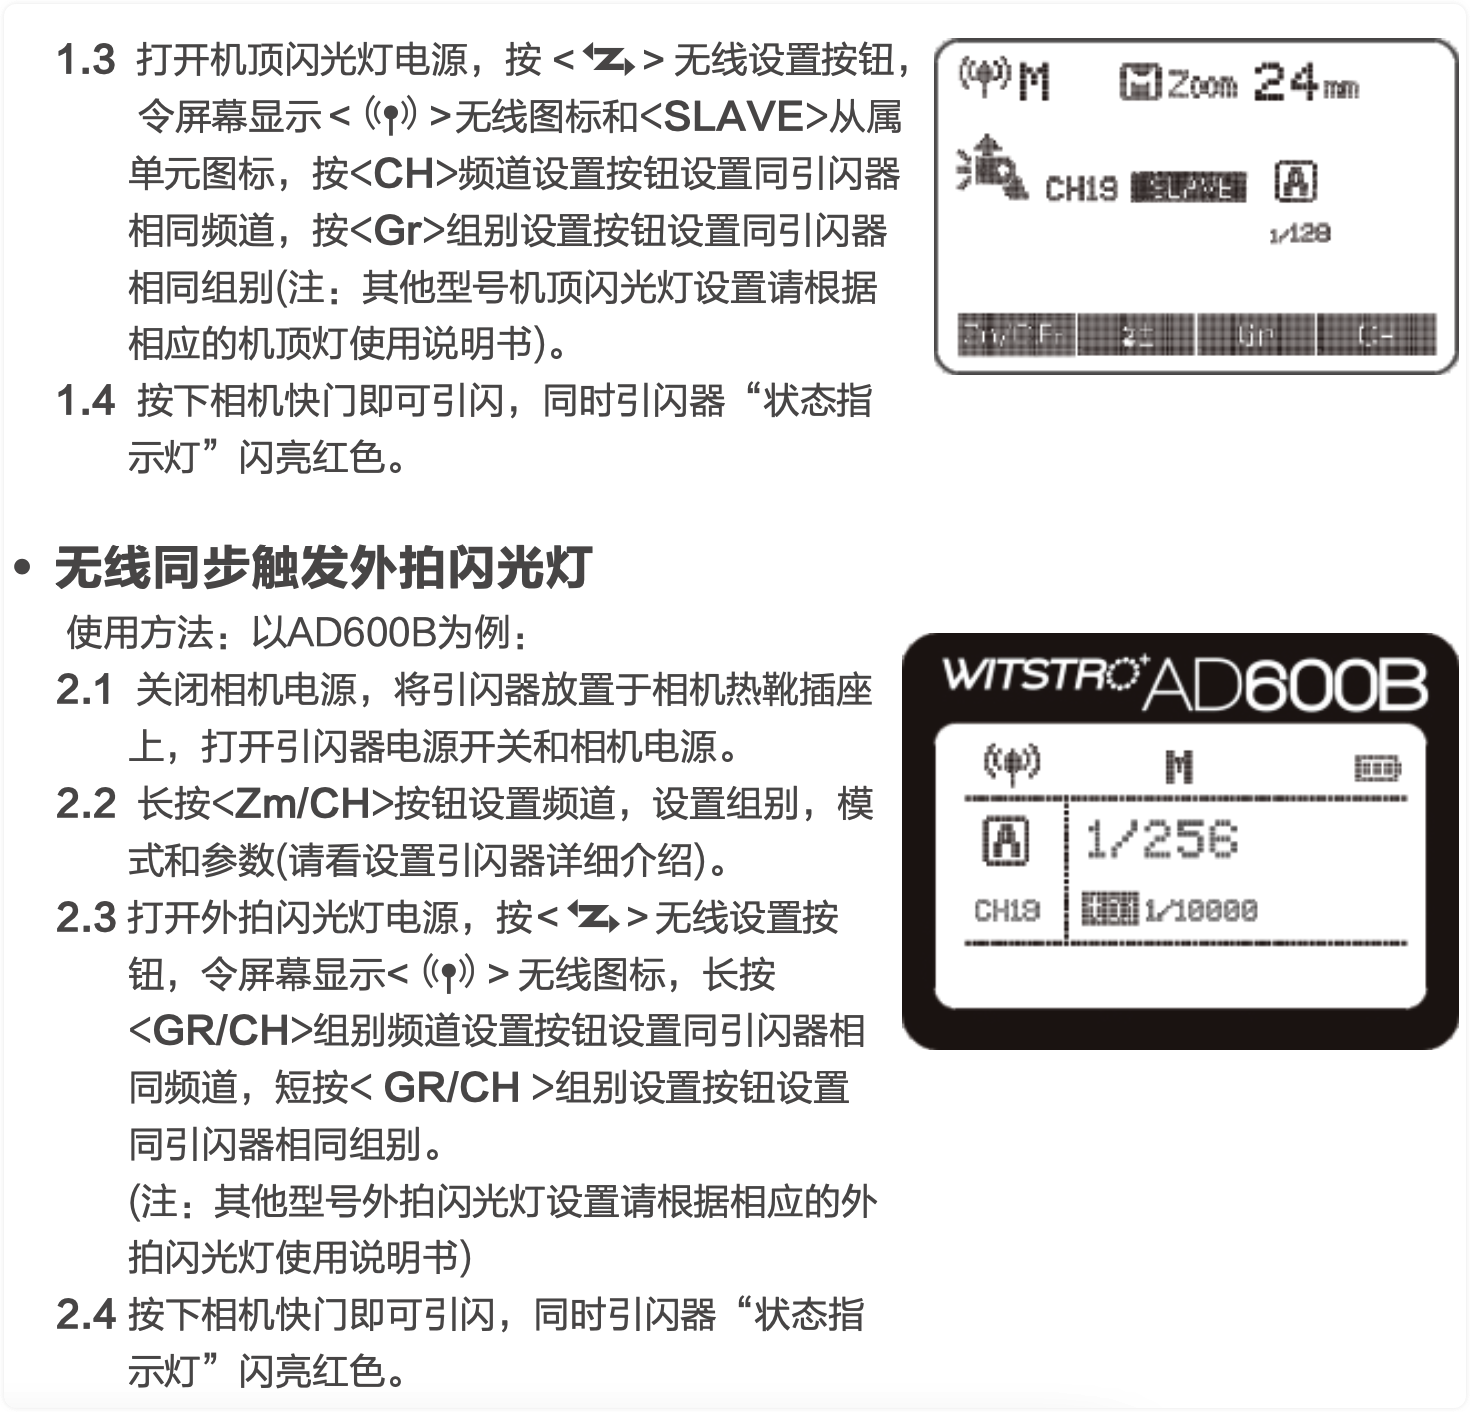 1.3 打开机顶闪光灯电源，按 < > 无线设置按钮，
令屏幕显示 < > 无线图标和<SLAVE>从属
单元图标，按<CH>频道设置按钮设置同引闪器
相同频道，按<Gr>组别设置按钮设置同引闪器
相同组别(注：其他型号机顶闪光灯设置请根据
相应的机顶灯使用说明书)。
1.4 按下相机快门即可引闪，同时引闪器“状态指
示灯”闪亮红色。
M Zoom 24mm
CH19 SLAVE A
1/128
Gr
• 无线同步触发外拍闪光灯
使用方法：以AD600B为例：
2.1 关闭相机电源，将引闪器放置于相机热靴插座
上，打开引闪器电源开关和相机电源。
2.2 长按<Zm/CH>按钮设置频道，设置组别，模
式和参数(请看设置引闪器详细介绍)。
2.3 打开外拍闪光灯电源，按< > 无线设置按
钮，令屏幕显示< > 无线图标，长按
<GR/CH>组别频道设置按钮设置同引闪器相
同频道，短按< GR/CH >组别设置按钮设置
同引闪器相同组别。
(注：其他型号外拍闪光灯设置请根据相应的外
拍闪光灯使用说明书)
2.4 按下相机快门即可引闪，同时引闪器“状态指
示灯”闪亮红色。
WITSTRO AD600B
M
A 1/256
CH19 1/10000